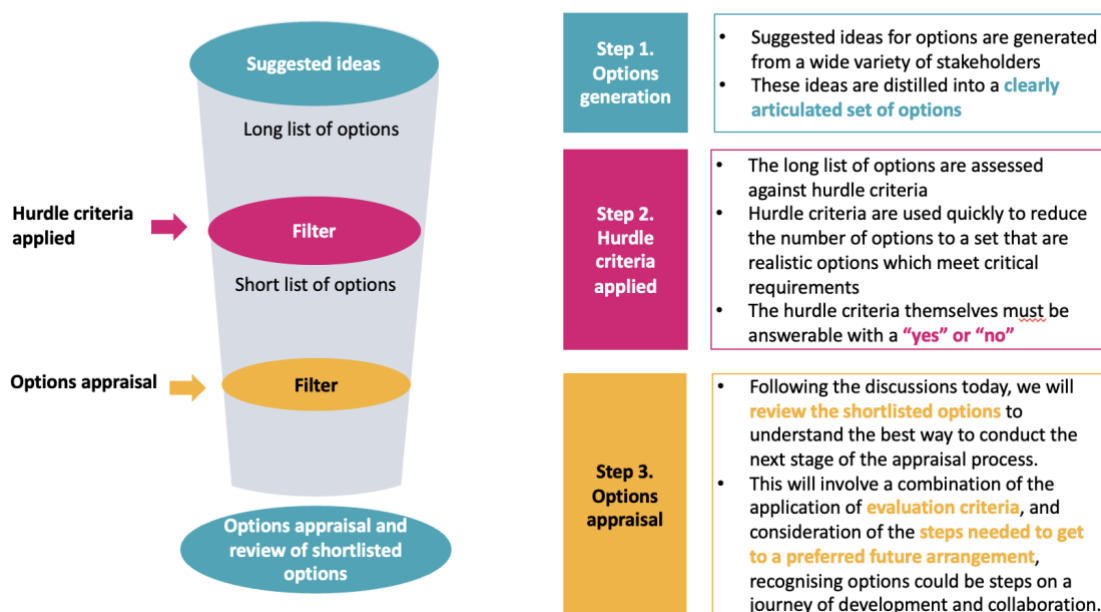 Suggested ideas
Long list of options
Hurdle criteria
applied
Filter
Short list of options
Options appraisal
Filter
Options appraisal and
review of shortlisted
options
Step 1.
Options
generation
• Suggested ideas for options are generated
from a wide variety of stakeholders
• These ideas are distilled into a clearly
articulated set of options
Step 2.
Hurdle
criteria
applied
• The long list of options are assessed
against hurdle criteria
• Hurdle criteria are used quickly to reduce
the number of options to a set that are
realistic options which meet critical
requirements
• The hurdle criteria themselves must be
answerable with a “yes” or “no”
Step 3.
Options
appraisal
• Following the discussions today, we will
review the shortlisted options to
understand the best way to conduct the
next stage of the appraisal process.
• This will involve a combination of the
application of evaluation criteria, and
consideration of the steps needed to get
to a preferred future arrangement,
recognising options could be steps on a
journey of development and collaboration.